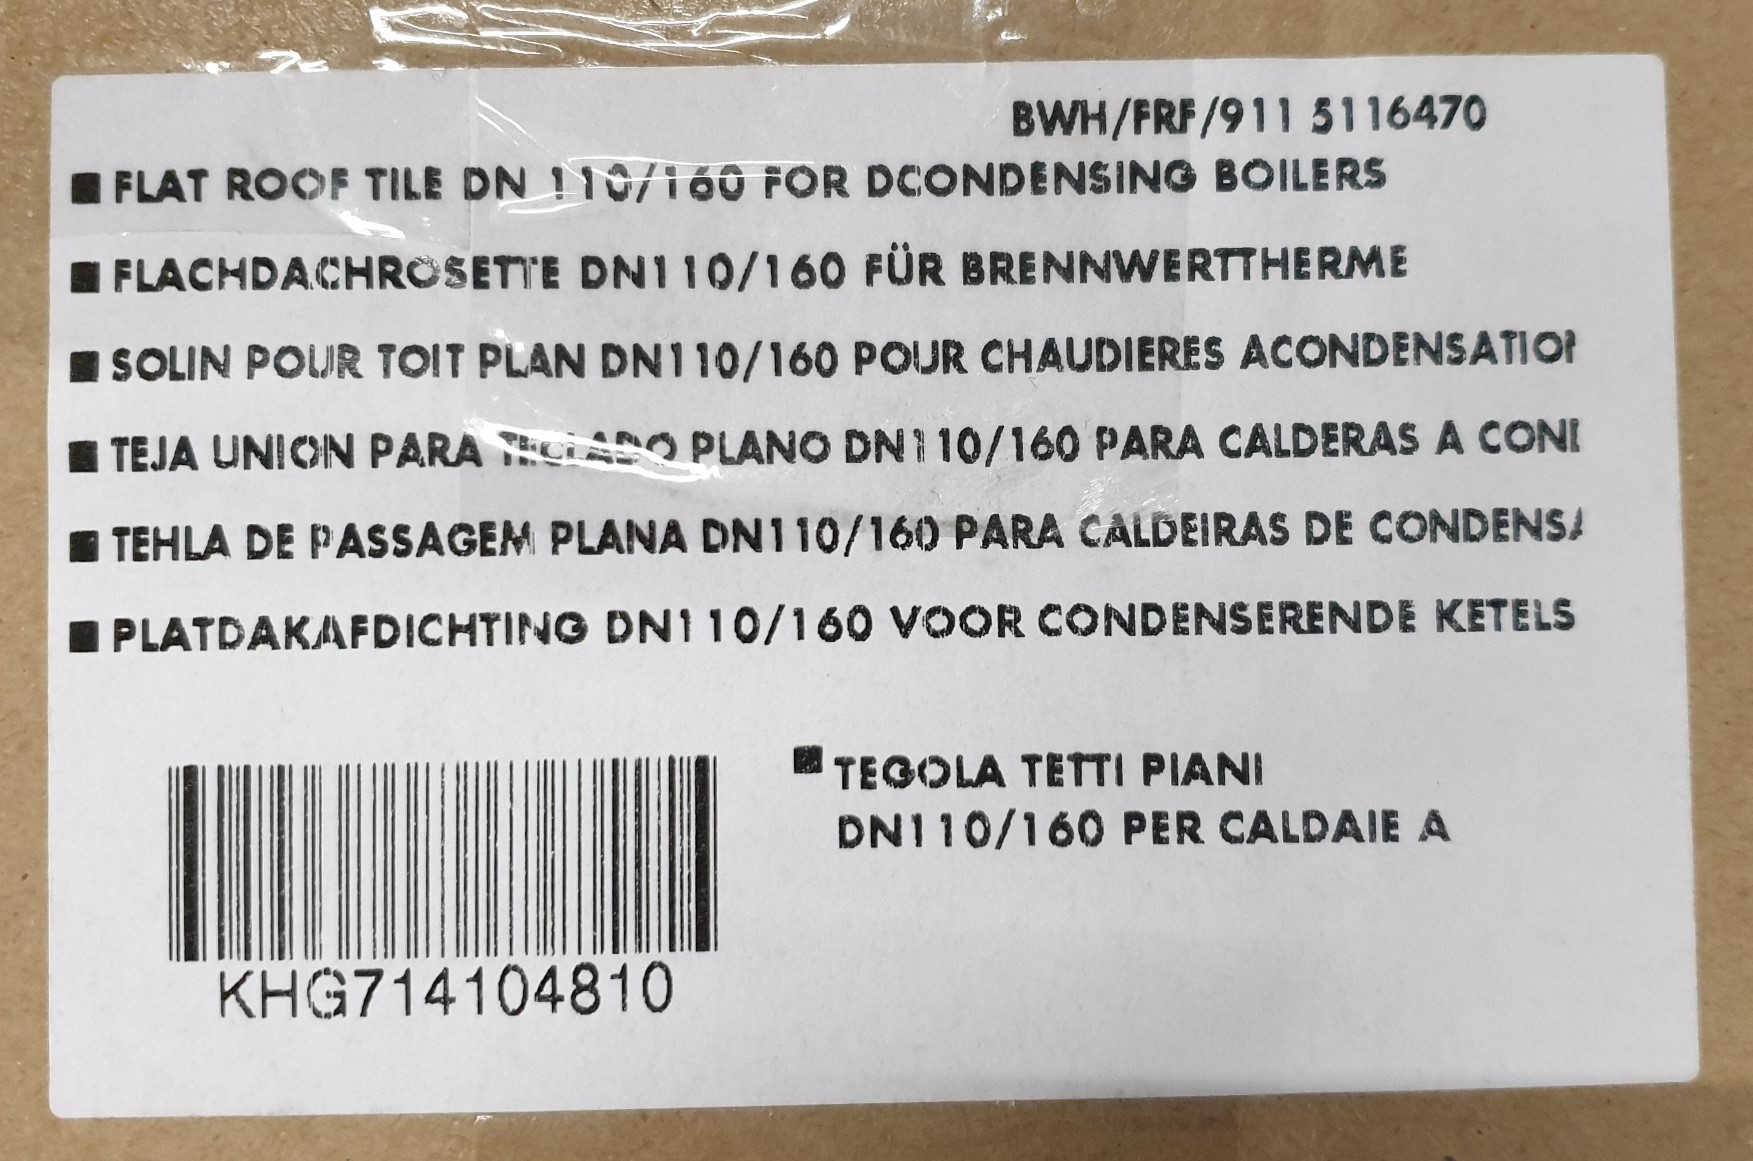 BWH/FRF/911 5116470
■ FLAT ROOF TILE DN 110/160 FOR DCONDENSING BOILERS
■ FLACHDACHROSETTE DN110/160 FÜR BRENNWERTTHERME
■ SOLIN POUR TOIT PLAN DN110/160 POUR CHAUDIERES ACONDENSATION
■ TEJA UNION PARA TECLADO PLANO DN110/160 PARA CALDERAS A CON
■ TEHLA DE PASSAGEM PLANA DN110/160 PARA CALDEIRAS DE CONDENSA
■ PLATDAKAFDICHTING DN110/160 VOOR CONDENSERENDE KETELS
■ TEGOLA TETTI PIANI
DN110/160 PER CALDAIE A
KHG714104810